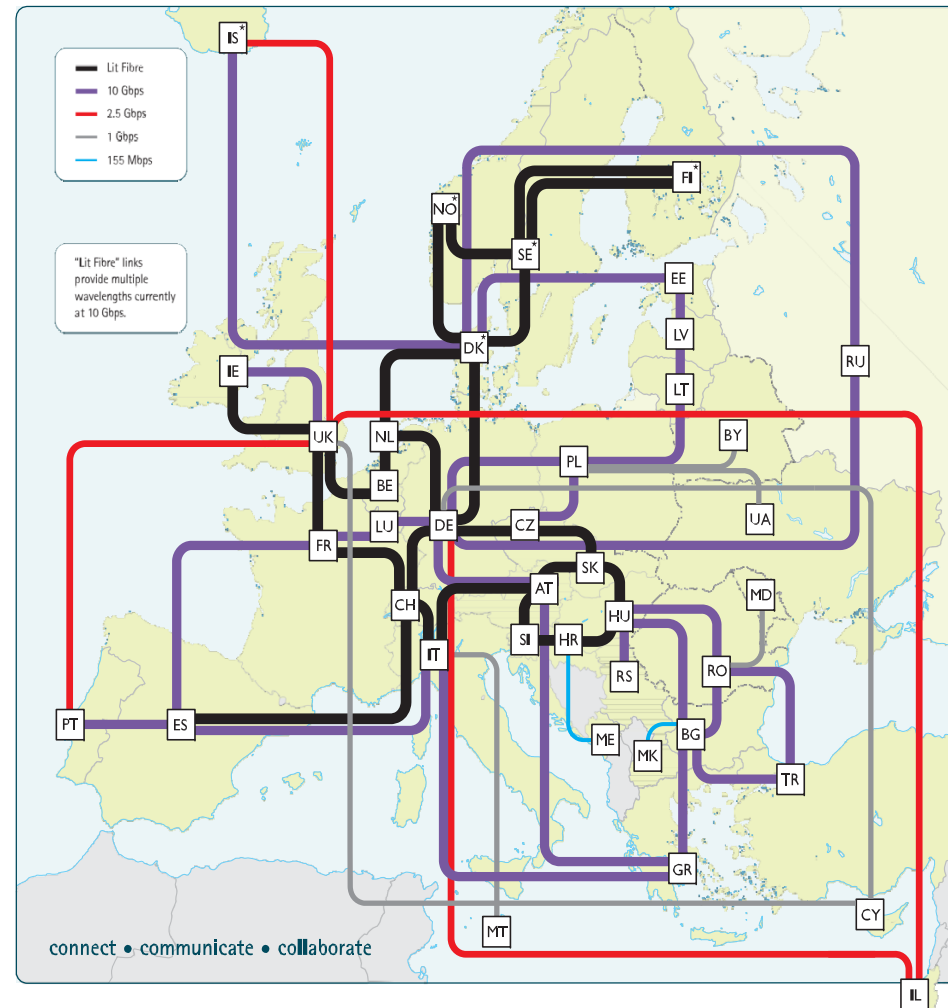 IS*
Lit Fibre
10 Gbps
2.5 Gbps
1 Gbps
155 Mbps
"Lit Fibre" links
provide multiple
wavelengths currently
at 10 Gbps.
FI*
NO*
SE*
EE
LV
DK*
RU
IE
LT
UK
NL
BY
PL
BE
LU
DE
CZ
UA
FR
SK
AT
CH
MD
HU
SI
HR
IT
RO
RS
PT
ES
BG
ME
MK
TR
GR
CY
MT
connect • communicate • collaborate
IL